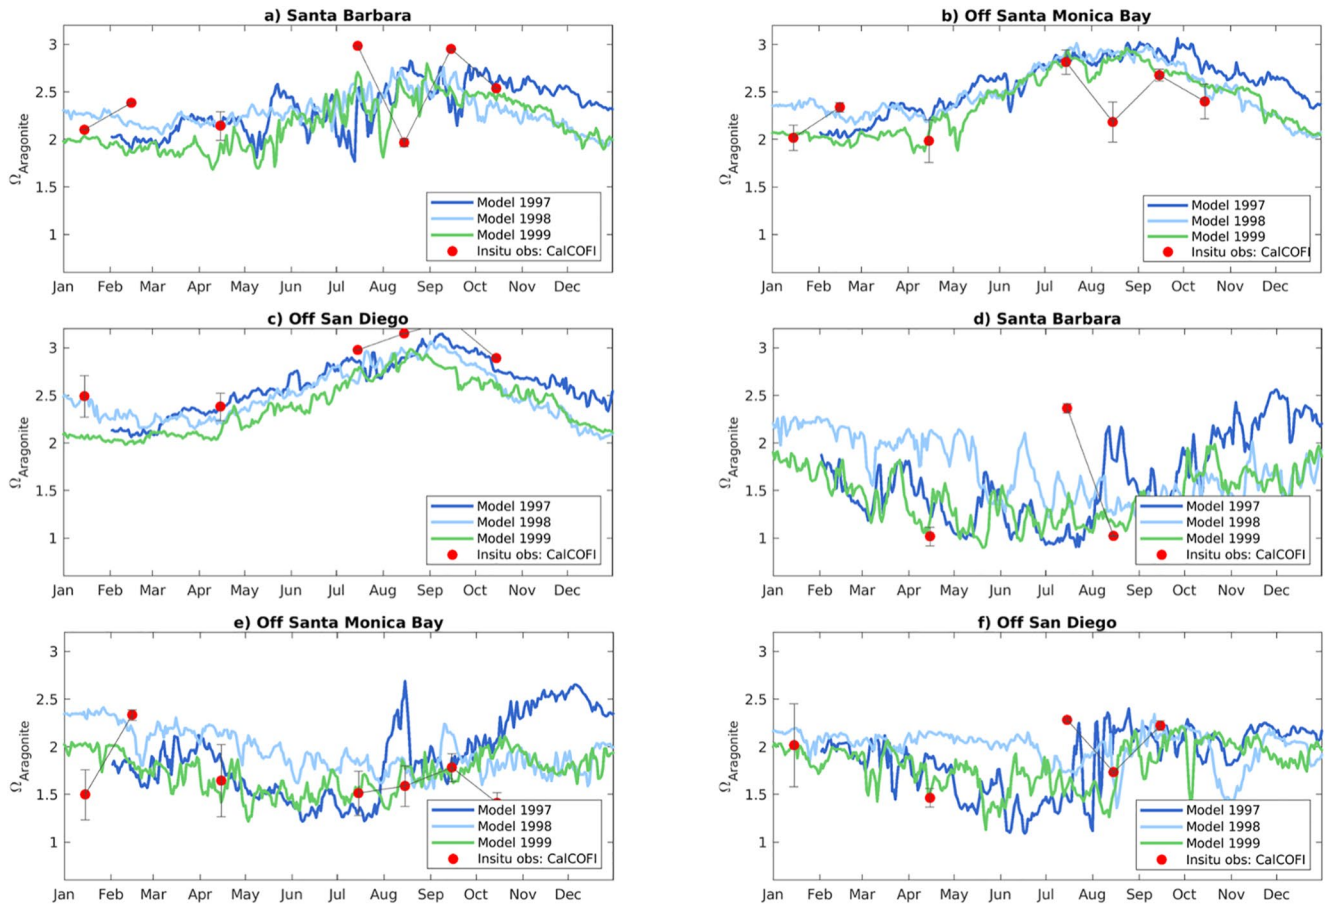 a) Santa Barbara
3
2.5
2
1.5
1
Ω Aragonite
Jan Feb Mar Apr May Jun Jul Aug Sep Oct Nov Dec
Model 1997
Model 1998
Model 1999
Insitu obs: CalCOFI
b) Off Santa Monica Bay
3
2.5
2
1.5
1
Ω Aragonite
Jan Feb Mar Apr May Jun Jul Aug Sep Oct Nov Dec
Model 1997
Model 1998
Model 1999
Insitu obs: CalCOFI
c) Off San Diego
3
2.5
2
1.5
1
Ω Aragonite
Jan Feb Mar Apr May Jun Jul Aug Sep Oct Nov Dec
Model 1997
Model 1998
Model 1999
Insitu obs: CalCOFI
d) Santa Barbara
3
2.5
2
1.5
1
Ω Aragonite
Jan Feb Mar Apr May Jun Jul Aug Sep Oct Nov Dec
Model 1997
Model 1998
Model 1999
Insitu obs: CalCOFI
e) Off Santa Monica Bay
3
2.5
2
1.5
1
Ω Aragonite
Jan Feb Mar Apr May Jun Jul Aug Sep Oct Nov Dec
Model 1997
Model 1998
Model 1999
Insitu obs: CalCOFI
f) Off San Diego
3
2.5
2
1.5
1
Ω Aragonite
Jan Feb Mar Apr May Jun Jul Aug Sep Oct Nov Dec
Model 1997
Model 1998
Model 1999
Insitu obs: CalCOFI